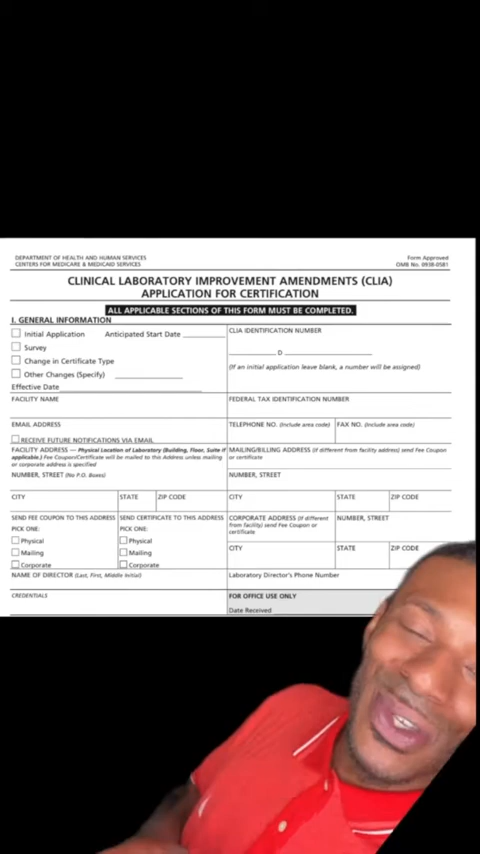 DEPARTMENT OF HEALTH AND HUMAN SERVICES
CENTERS FOR MEDICARE & MEDICAID SERVICES
Form Approved
OMB No. 0938-0581
CLINICAL LABORATORY IMPROVEMENT AMENDMENTS (CLIA)
APPLICATION FOR CERTIFICATION
ALL APPLICABLE SECTIONS OF THIS FORM MUST BE COMPLETED.
I. GENERAL INFORMATION
Initial Application Anticipated Start Date
Survey
Change in Certificate Type
Other Changes (Specify)
Effective Date
CLIA IDENTIFICATION NUMBER
D
(If an initial application leave blank, a number will be assigned)
FACILITY NAME
FEDERAL TAX IDENTIFICATION NUMBER
EMAIL ADDRESS
RECEIVE FUTURE NOTIFICATIONS VIA EMAIL
TELEPHONE NO. (Include area code)
FAX NO. (Include area code)
FACILITY ADDRESS — Physical Location of Laboratory (Building, Floor, Suite if
applicable.) Fee Coupon/Certificate will be mailed to this Address unless mailing
or corporate address is specified
MAILING/BILLING ADDRESS (If different from facility address) send Fee Coupon
or certificate
NUMBER, STREET (No P.O. Boxes)
NUMBER, STREET
CITY
STATE
ZIP CODE
CITY
STATE
ZIP CODE
SEND FEE COUPON TO THIS ADDRESS
PICK ONE:
Physical
Mailing
Corporate
SEND CERTIFICATE TO THIS ADDRESS
PICK ONE:
Physical
Mailing
Corporate
CORPORATE ADDRESS (If different
from facility) send Fee Coupon or
certificate
NUMBER, STREET
CITY
STATE
ZIP CODE
NAME OF DIRECTOR (Last, First, Middle Initial)
Laboratory Director's Phone Number
CREDENTIALS
FOR OFFICE USE ONLY
Date Received